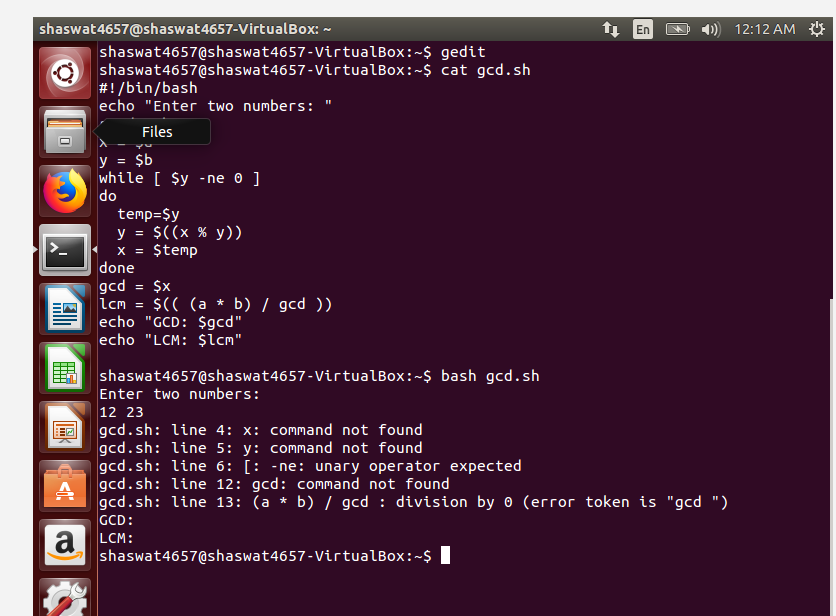 shaswat4657@shaswat4657-VirtualBox: ~ En 12:12 AM
shaswat4657@shaswat4657-VirtualBox:~$ gedit
shaswat4657@shaswat4657-VirtualBox:~$ cat gcd.sh
#!/bin/bash
echo "Enter two numbers: "
Files
y = $b
while [ $y -ne 0 ]
do
temp=$y
y = $((x % y))
x = $temp
done
gcd = $x
lcm = $(( (a * b) / gcd ))
echo "GCD: $gcd"
echo "LCM: $lcm"
shaswat4657@shaswat4657-VirtualBox:~$ bash gcd.sh
Enter two numbers:
12 23
gcd.sh: line 4: x: command not found
gcd.sh: line 5: y: command not found
gcd.sh: line 6: [: -ne: unary operator expected
gcd.sh: line 12: gcd: command not found
gcd.sh: line 13: (a * b) / gcd : division by 0 (error token is "gcd ")
GCD:
LCM:
shaswat4657@shaswat4657-VirtualBox:~$